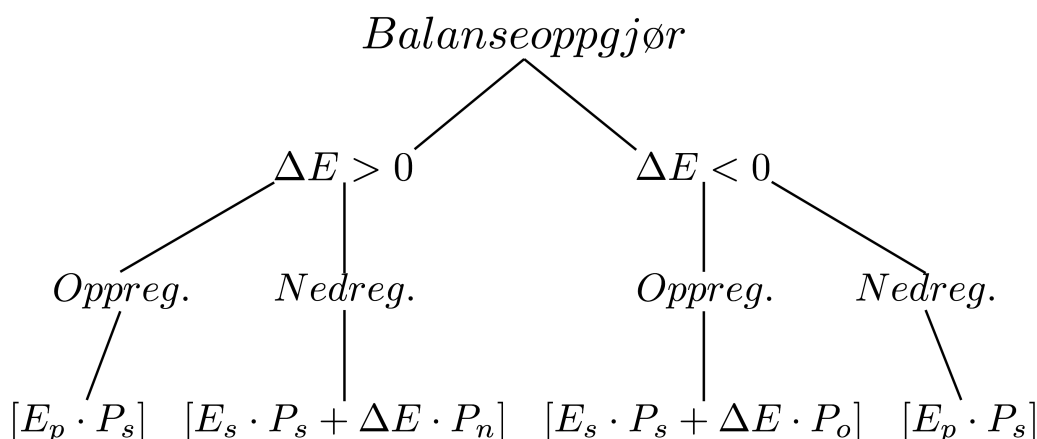 Balanseoppgjør
ΔE > 0 ΔE < 0
Oppreg. Nedreg. Oppreg. Nedreg.
[E_p · P_s] [E_s · P_s + ΔE · P_n] [E_s · P_s + ΔE · P_o] [E_p · P_s]